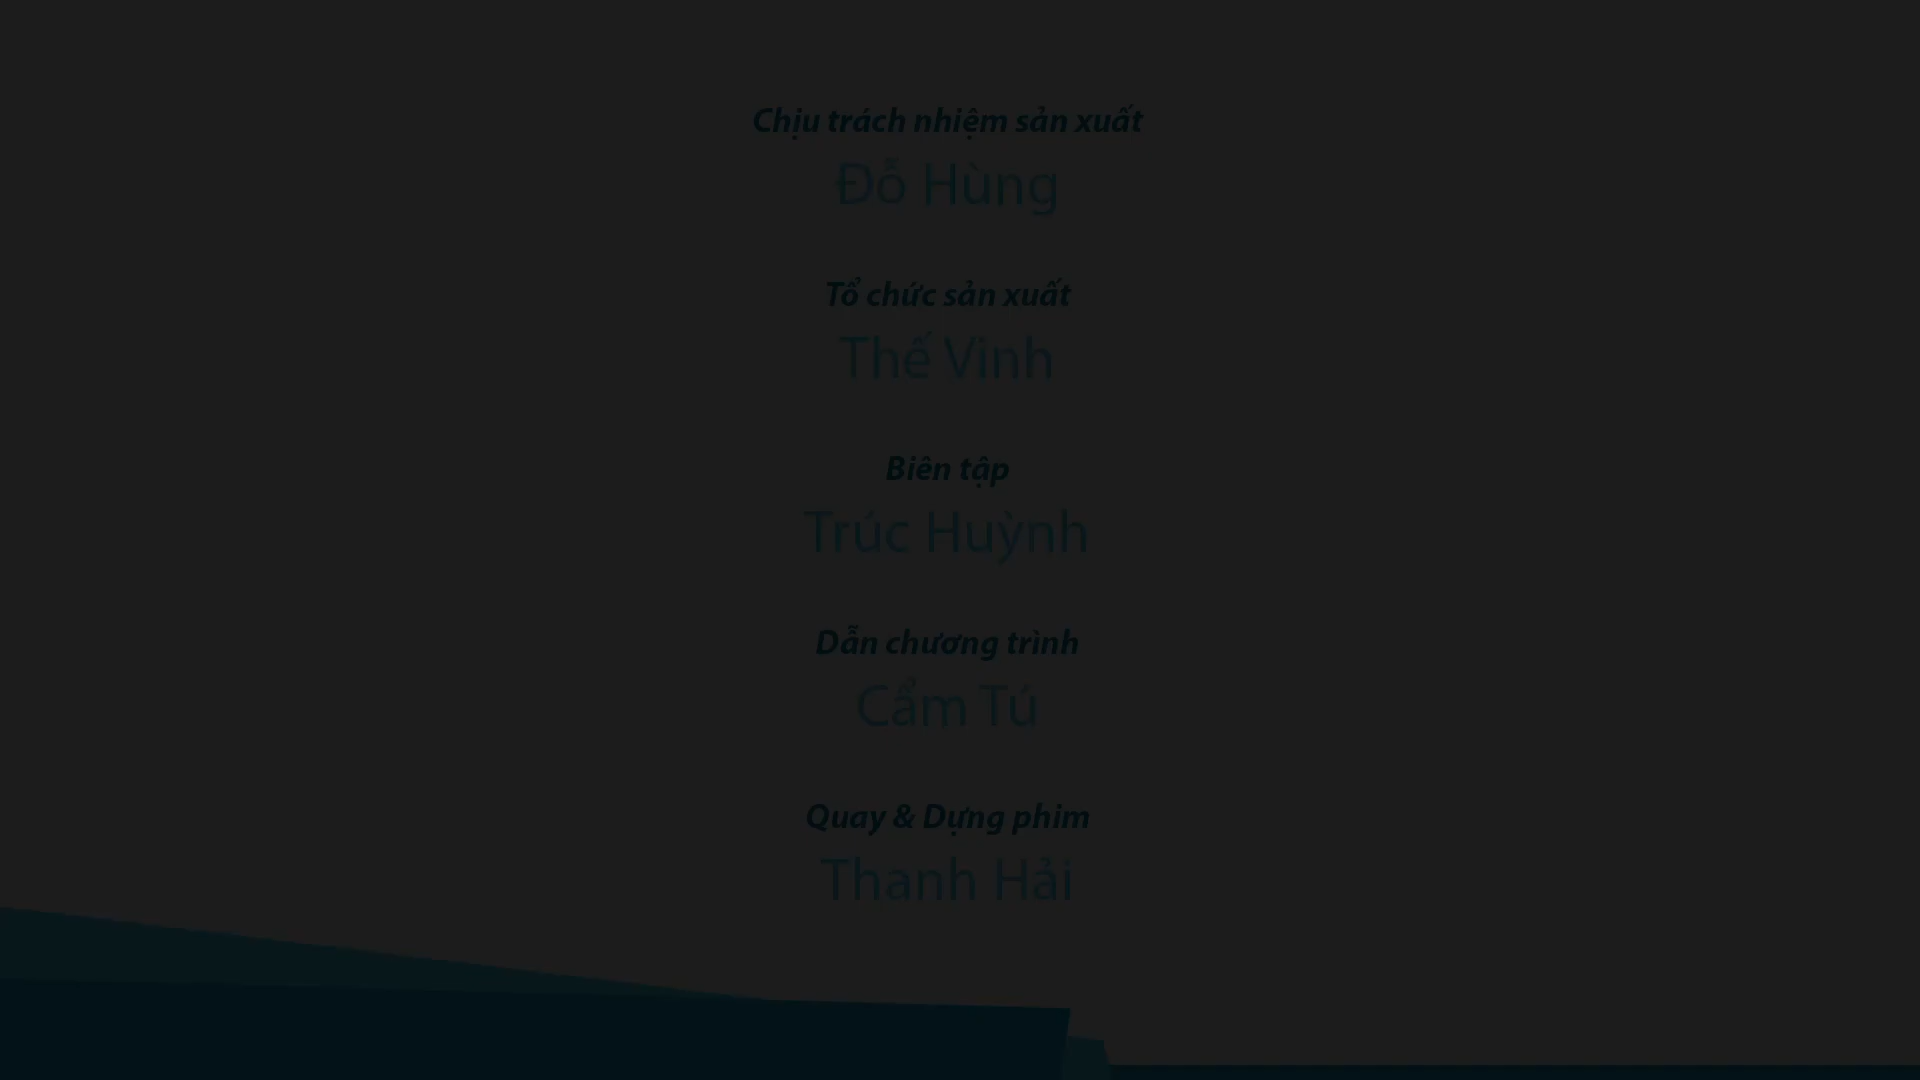 Chịu trách nhiệm sản xuất
Đỗ Hùng
Tổ chức sản xuất
Thế Vinh
Biên tập
Trúc Huỳnh
Dẫn chương trình
Cẩm Tú
Quay & Dựng phim
Thanh Hải